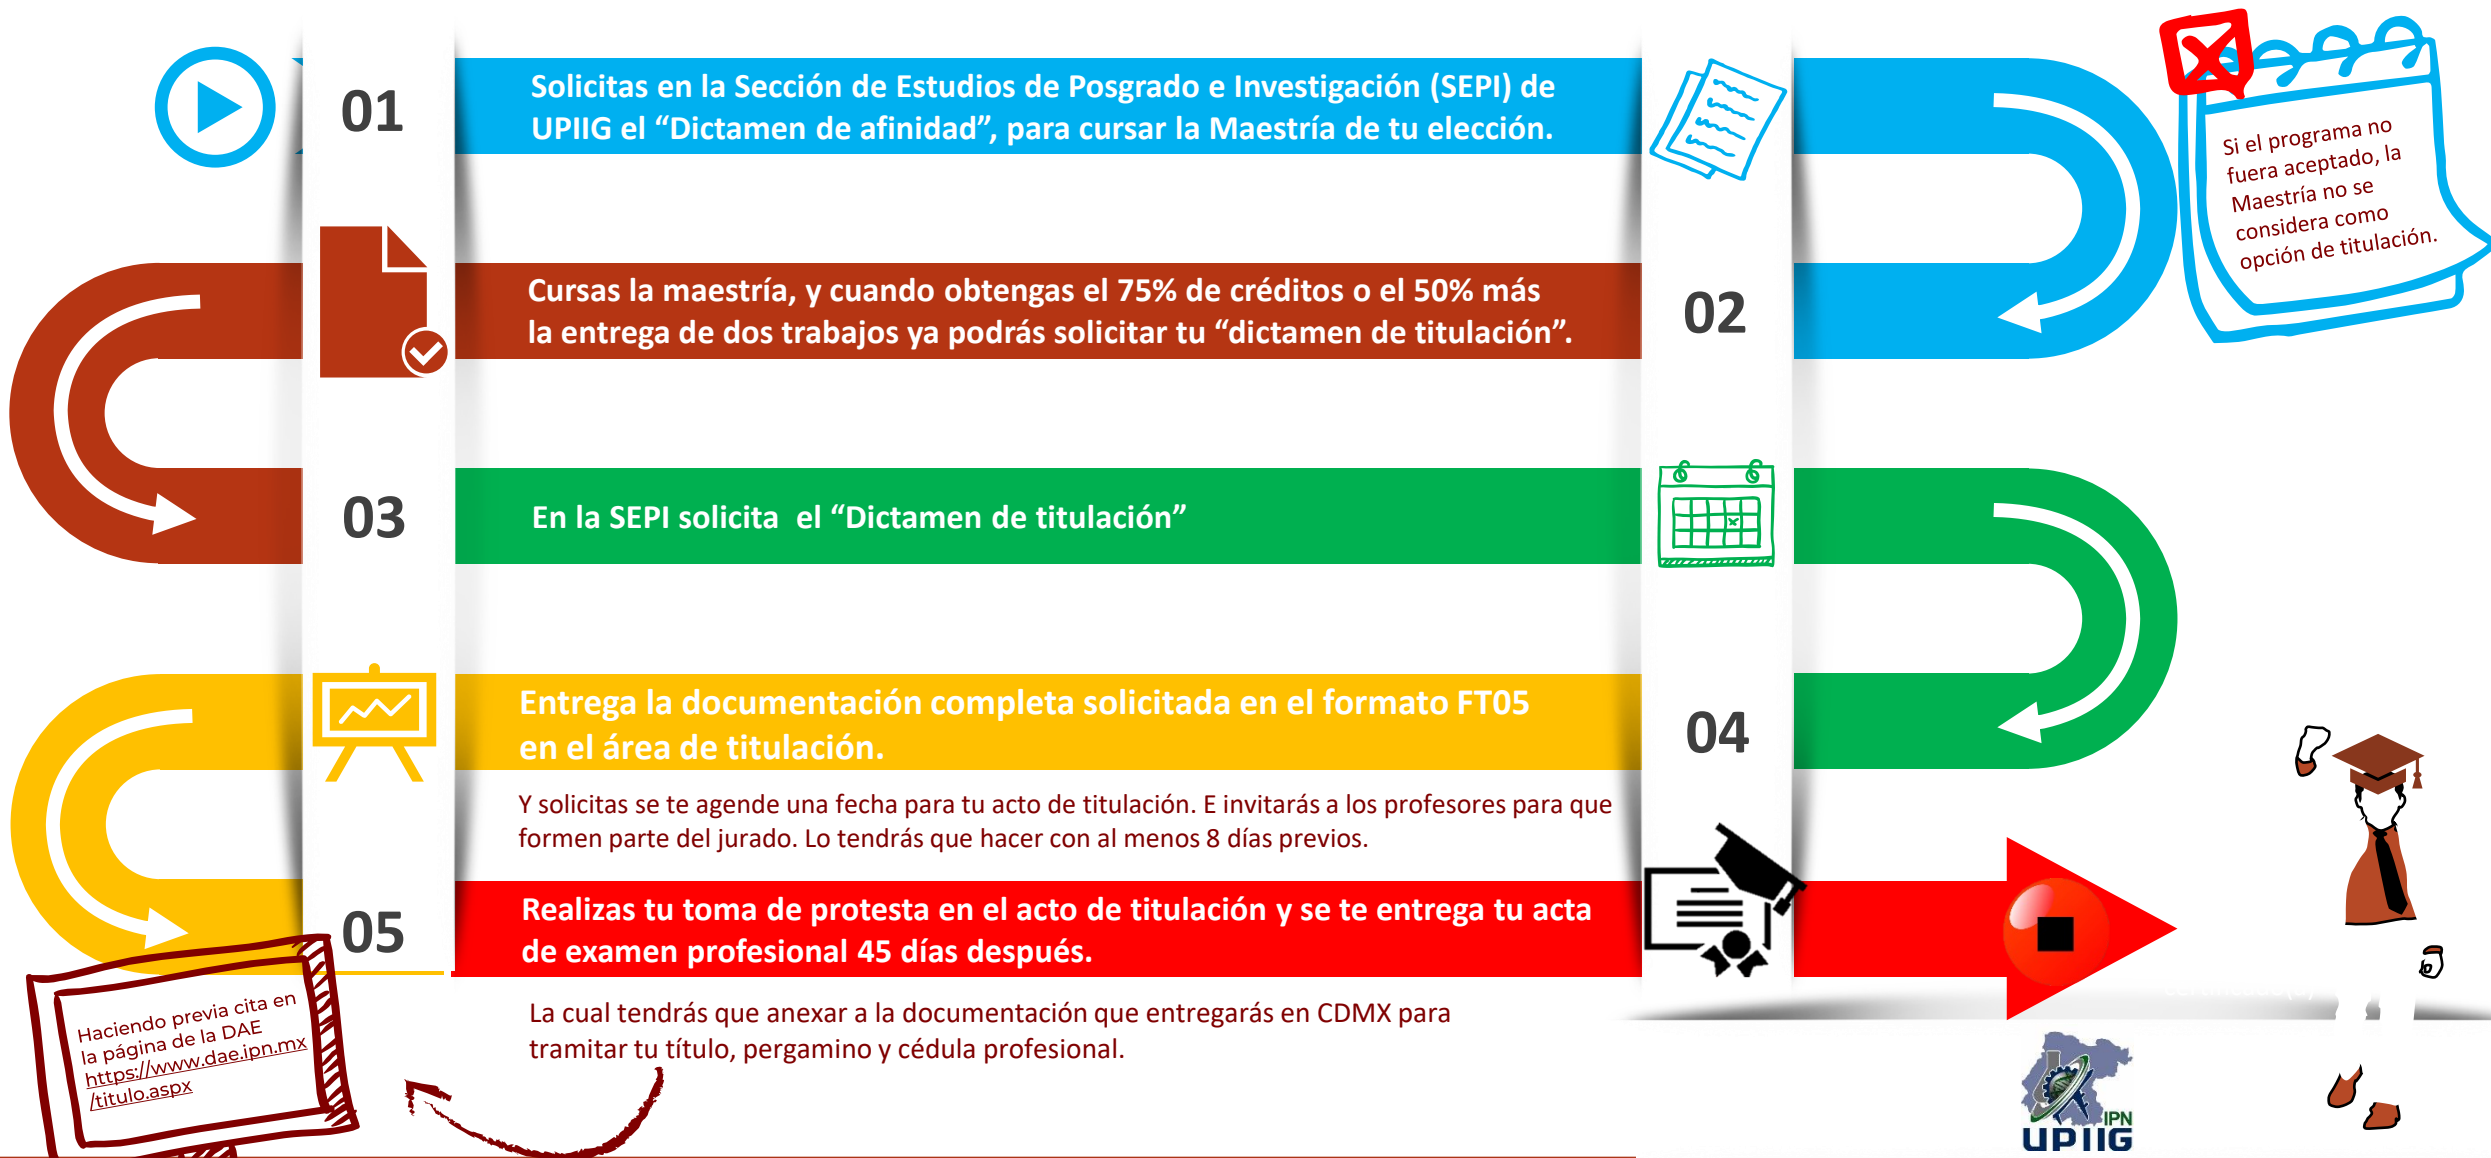 01
Solicitas en la Sección de Estudios de Posgrado e Investigación (SEPI) de
UPIIG el “Dictamen de afinidad”, para cursar la Maestría de tu elección.
Si el programa no
fuera aceptado, la
Maestría no se
considera como
opción de titulación.
02
Cursas la maestría, y cuando obtengas el 75% de créditos o el 50% más
la entrega de dos trabajos ya podrás solicitar tu “dictamen de titulación”.
03
En la SEPI solicita  el “Dictamen de titulación”
04
Entrega la documentación completa solicitada en el formato FT05
en el área de titulación.
Y solicitas se te agende una fecha para tu acto de titulación. E invitarás a los profesores para que
formen parte del jurado. Lo tendrás que hacer con al menos 8 días previos.
05
Realizas tu toma de protesta en el acto de titulación y se te entrega tu acta
de examen profesional 45 días después.
La cual tendrás que anexar a la documentación que entregarás en CDMX para
tramitar tu título, pergamino y cédula profesional.
Haciendo previa cita en
la página de la DAE
https://www.dae.ipn.mx
/titulo.aspx
IPN
UPIIG